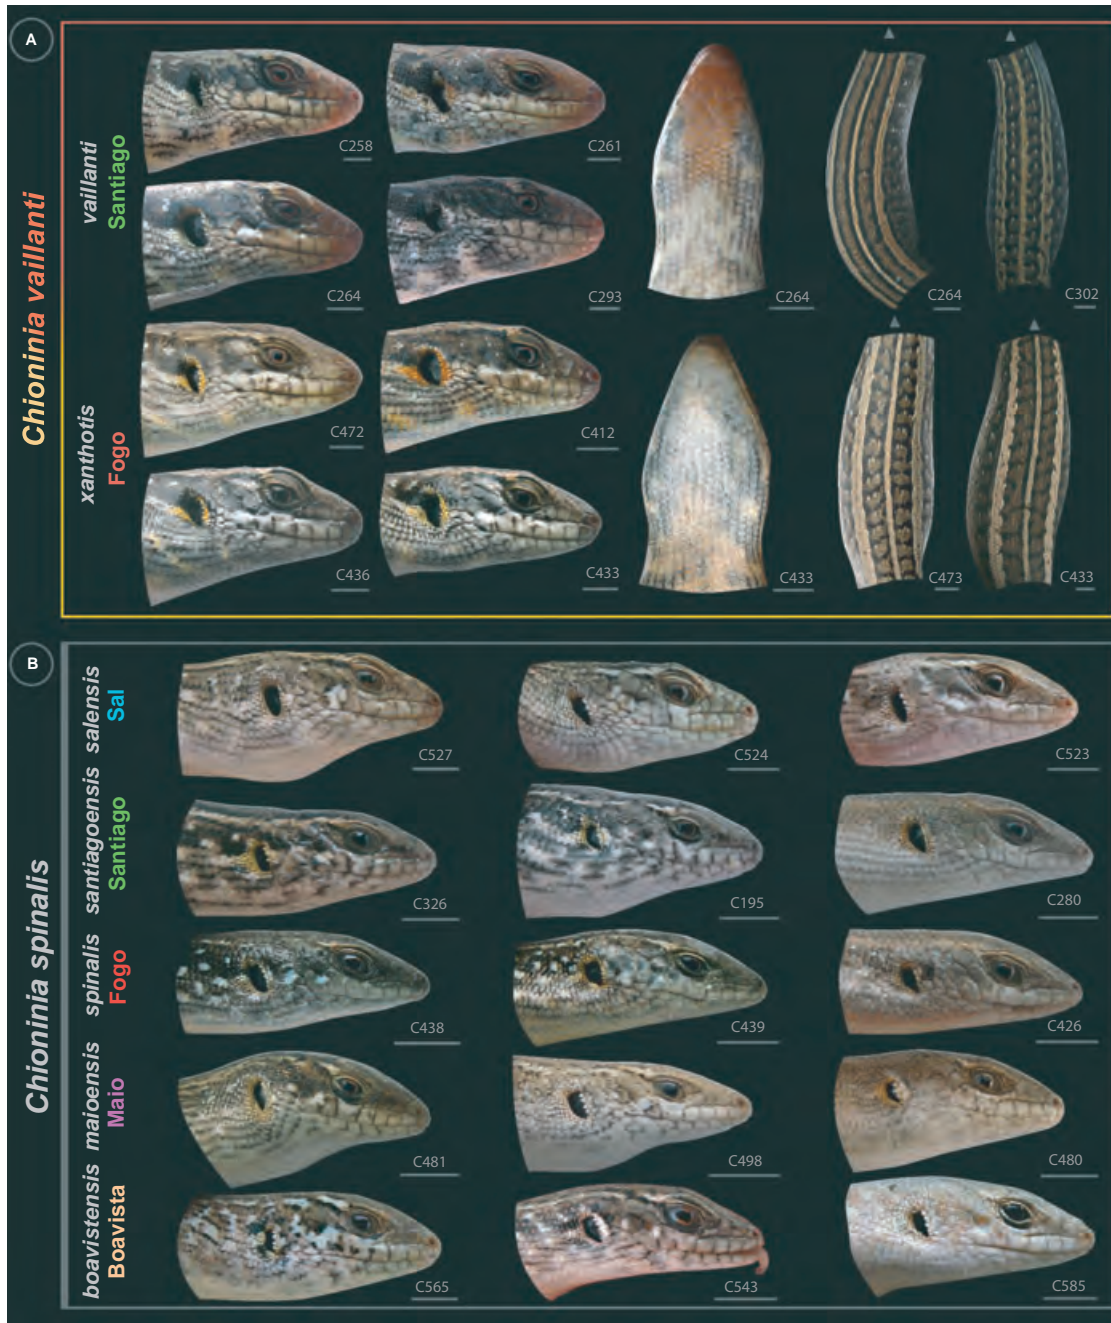 A
Chioninia vaillanti
vaillanti
Santiago
C258
C261
C264
C293
C264
C264
C302
xanthotis
Fogo
C472
C412
C436
C433
C433
C473
C433
B
Chioninia spinalis
salensis
Sal
C527
C524
C523
santiagoensis
Santiago
C326
C195
C280
spinalis
Fogo
C438
C439
C426
maioensis
Maio
C481
C498
C480
boavistensis
Boavista
C565
C543
C585